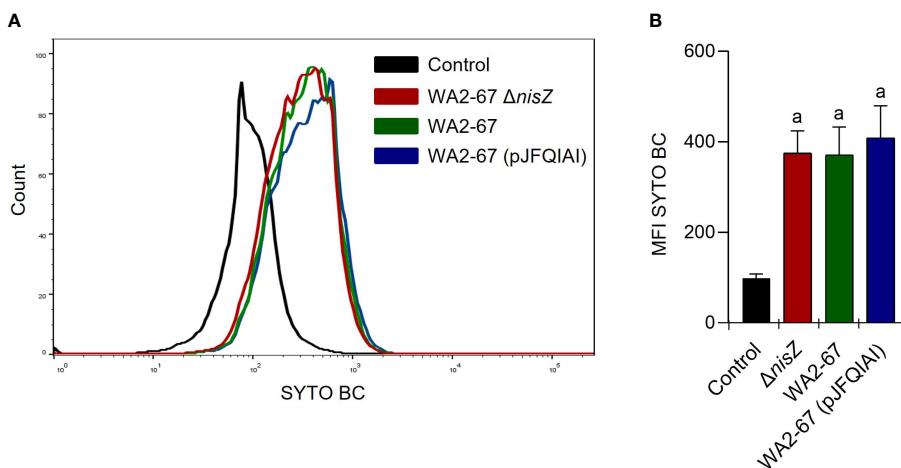 A
100
80
60
40
20
0
Count
10^0
10^1
10^2
10^3
10^4
10^5
SYTO BC
Control
WA2-67 ΔnisZ
WA2-67
WA2-67 (pJFQIAI)
B
600
400
200
0
MFI SYTO BC
a
a
a
Control
ΔnisZ
WA2-67
WA2-67 (pJFQIAI)